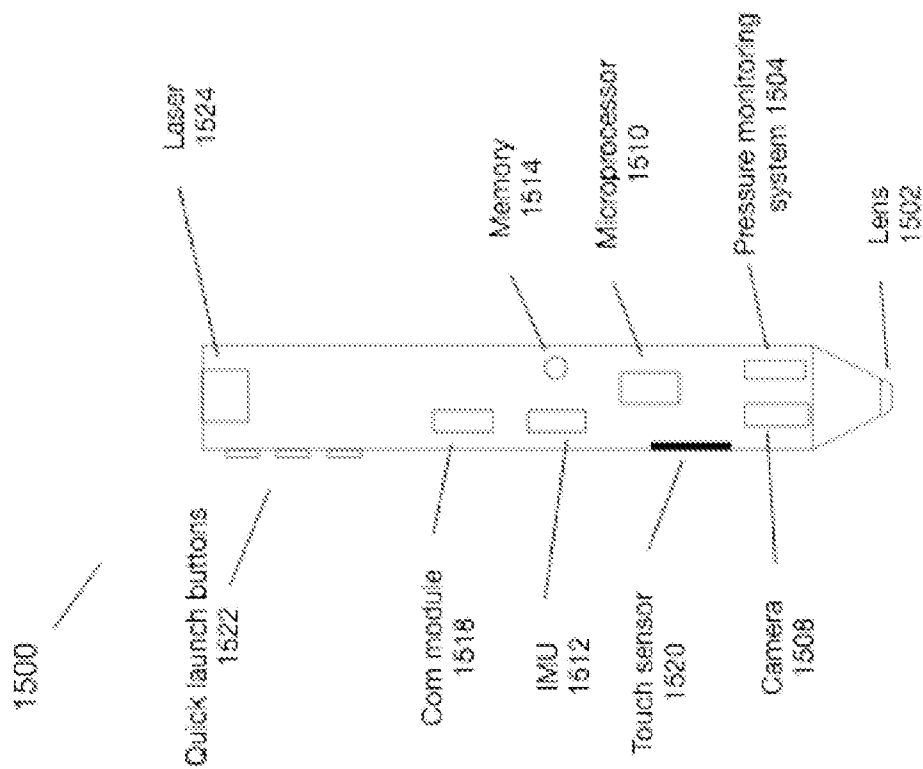 1500
Quick launch buttons
1522
Com module
1518
IMU
1512
Touch sensor
1520
Camera
1508
Laser
1524
Memory
1514
Microprocessor
1510
Pressure monitoring
system 1504
Lens
1502